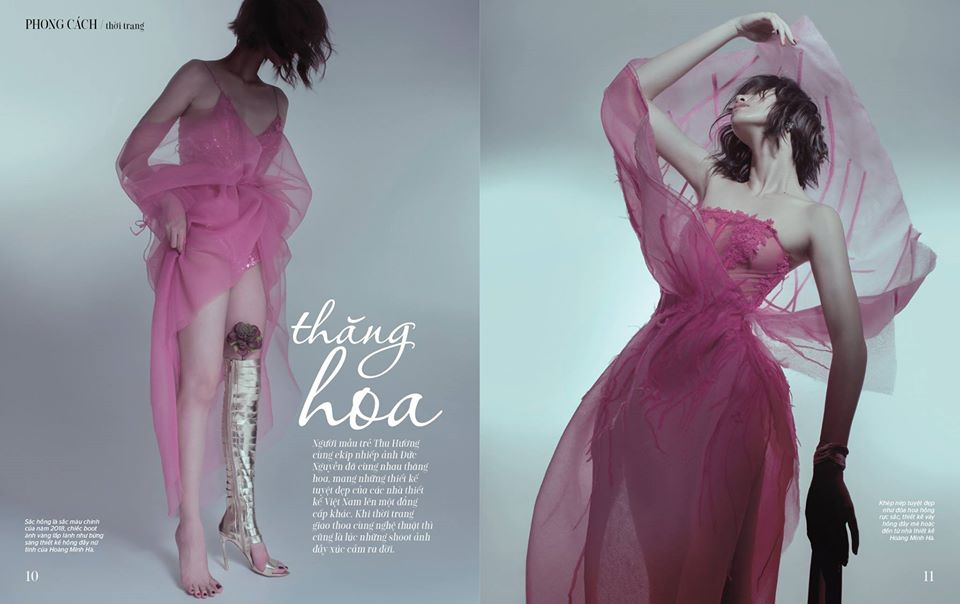 PHONG CÁCH / thời trang
thăng
hoa
Người mẫu trẻ Thu Hường
cùng ekip nhiếp ảnh Đức
Nguyễn đã cùng nhau thăng
hoa, mang những thiết kế
tuyệt đẹp của các nhà thiết
kế Việt Nam lên một đẳng
cấp khác. Khi thời trang
giao thoa cùng nghệ thuật thì
cũng là lúc những shoot ảnh
đầy xúc cảm ra đời.
Sắc hồng là sắc màu chính
của năm 2018, chiếc boot
ánh vàng lấp lánh như bừng
sáng thiết kế hồng đầy nữ
tính của Hoàng Minh Hà.
10
Khép nép tuyệt đẹp
như đóa hoa hồng
rực sắc, thiết kế váy
hồng đầy mê hoặc
đến từ nhà thiết kế
Hoàng Minh Hà.
11